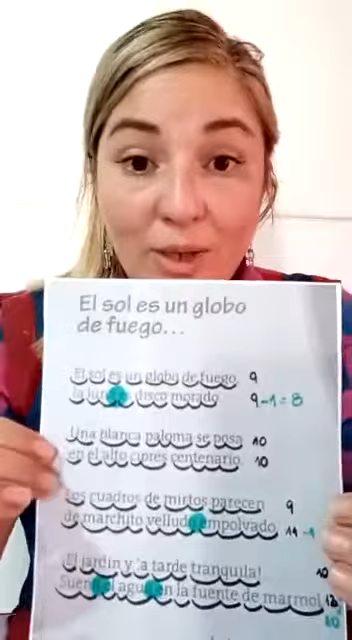 El sol es un globo
de fuego...
El sol es un globo de fuego, 9
la luna es disco morado 9-1=8
Una blanca paloma se posa 10
en el alto ciprés centenario. 10
Los cuadros de mirtos parecen 9
de marchito velludo empolvado. 11 -1
¡El jardín y la tarde tranquila! 10
Suena el agua en la fuente de mármol. 12
10